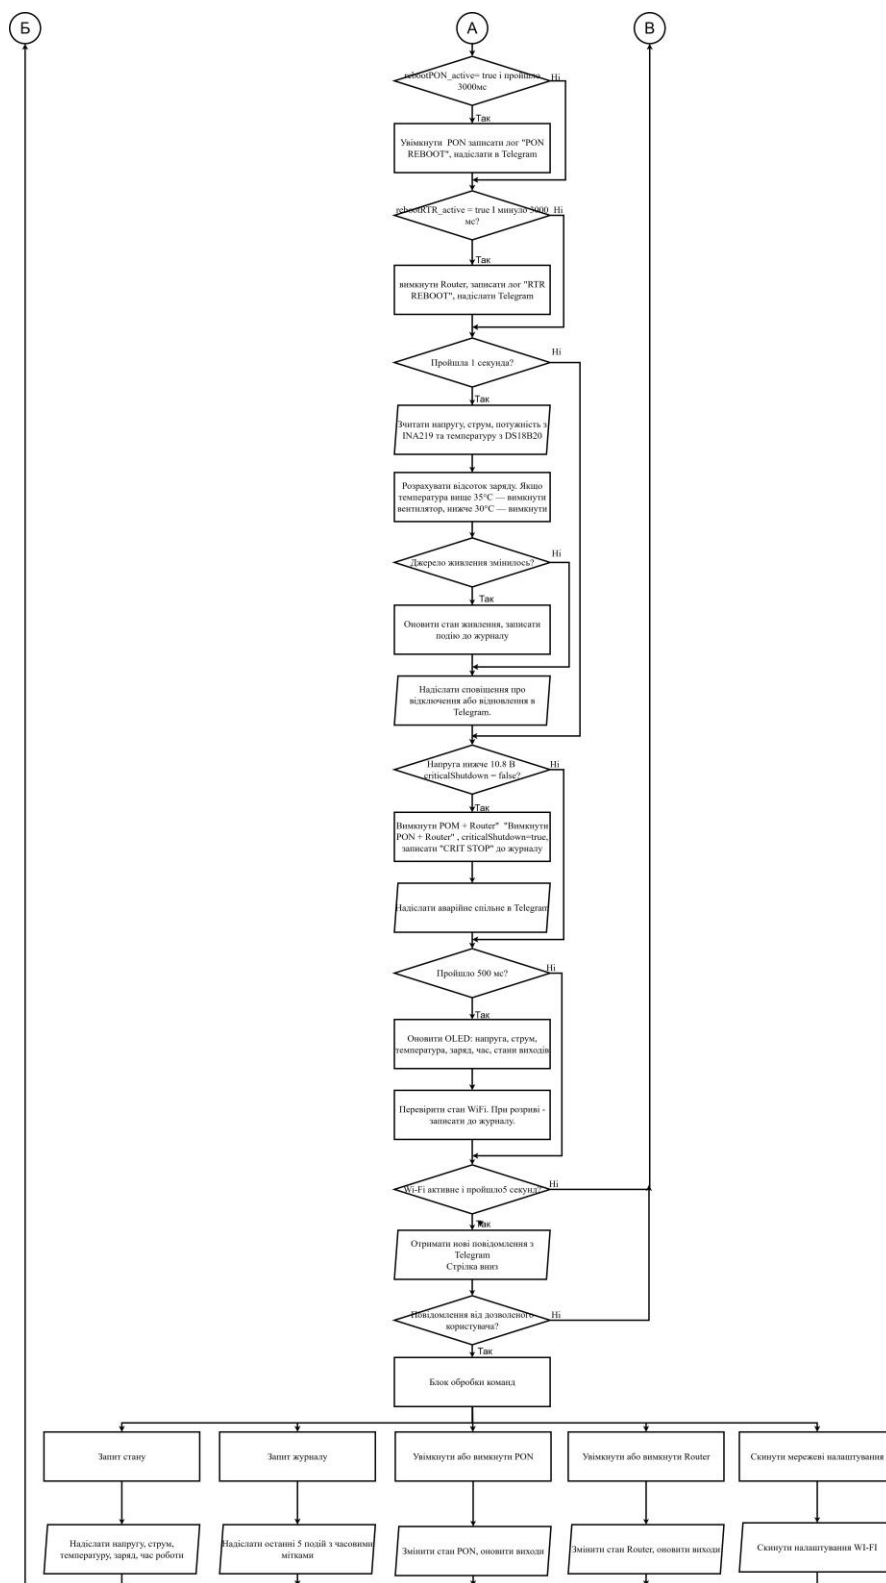 Б
А
В
rebootPON_active= true і пройшло
3000мс
Ні
Так
Увімкнути PON записати лог "PON
REBOOT", надіслати в Telegram
rebootRTR_active = true І минуло 3000
мс?
Ні
Так
вимкнути Router, записати лог "RTR
REBOOT", надіслати Telegram
Пройшла 1 секунда?
Ні
Так
Зчитати напругу, струм, потужність з
INA219 та температуру з DS18B20
Розрахувати відсоток заряду. Якщо
температура вище 35°C — вимкнути
вентилятор, нижче 30°C — вимкнути
Джерело живлення змінилось?
Ні
Так
Оновити стан живлення, записати
подію до журналу
Надіслати сповіщення про
відключення або відновлення в
Telegram.
Напруга нижче 10.8 В
criticalShutdown = false?
Ні
Так
Вимкнути POM + Router" "Вимкнути
PON + Router" , criticalShutdown=true,
записати "CRIT STOP" до журналу
Надіслати аварійне спільне в Telegram
Пройшло 500 мс?
Ні
Так
Оновити OLED: напруга, струм,
температура, заряд, час, стани виходів
Перевірити стан WiFi. При розриві -
записати до журналу.
Wi-Fi активне і пройшло5 секунд?
Ні
Так
Отримати нові повідомлення з
Telegram
Стрілка вниз
Повідомлення від дозволеного
користувача?
Ні
Так
Блок обробки команд
Запит стану
Запит журналу
Увімкнути або вимкнути PON
Увімкнути або вимкнути Router
Скинути мережеві налаштування
Надіслати напругу, струм,
температуру, заряд, час роботи
Надіслати останні 5 подій з часовими
мітками
Змінити стан PON, оновити виходи
Змінити стан Router, оновити виходи
Скинути налаштування WI-FI